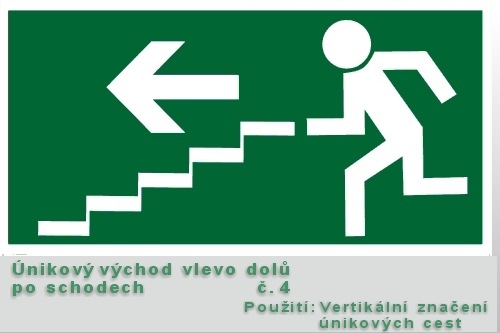 Únikový východ vlevo dolů
po schodech č. 4
Použití: Vertikální značení
únikových cest